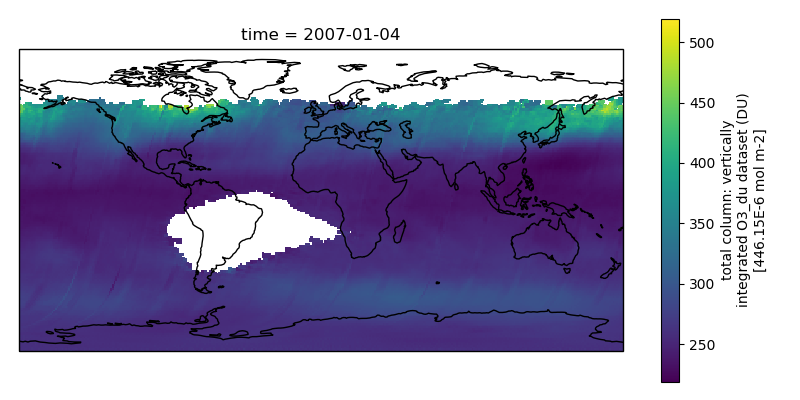 time = 2007-01-04
500
450
400
350
300
250
total column: vertically
integrated O3_du dataset (DU)
[446.15E-6 mol m-2]